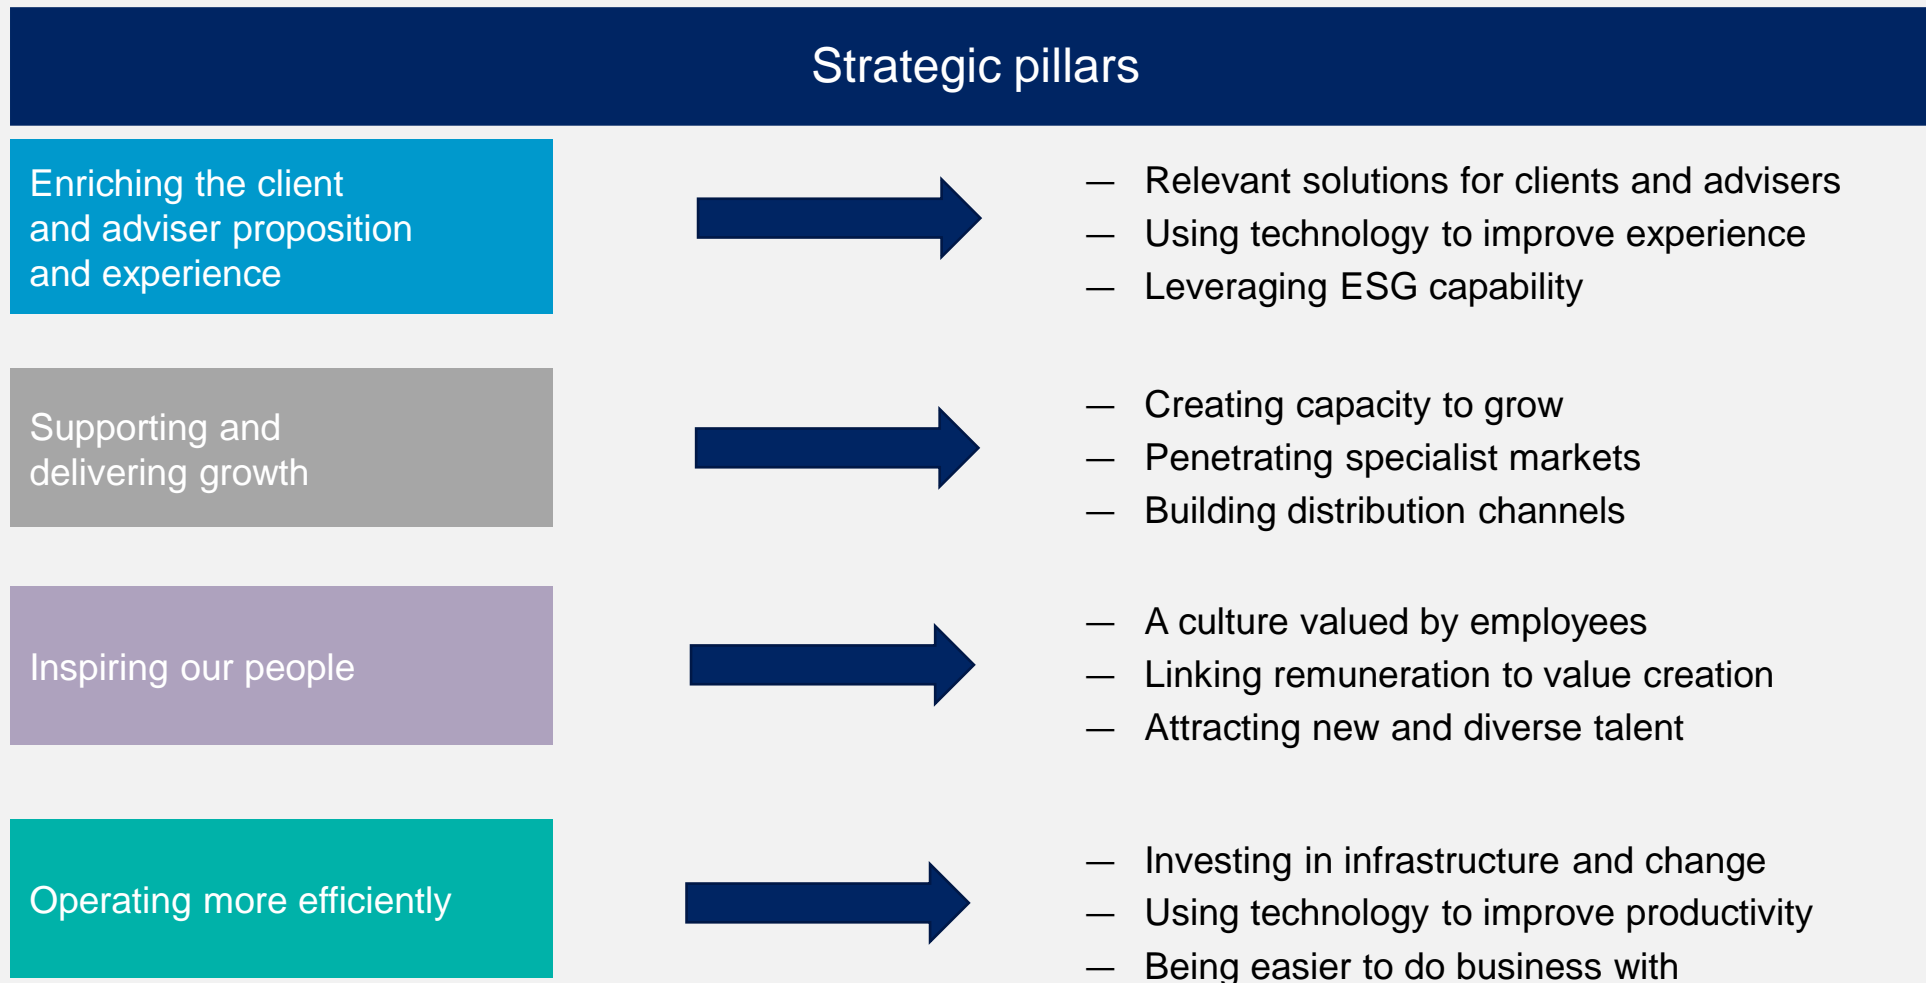 Strategic pillars
Enriching the client
and adviser proposition
and experience
— Relevant solutions for clients and advisers
— Using technology to improve experience
— Leveraging ESG capability
Supporting and
delivering growth
— Creating capacity to grow
— Penetrating specialist markets
— Building distribution channels
Inspiring our people
— A culture valued by employees
— Linking remuneration to value creation
— Attracting new and diverse talent
Operating more efficiently
— Investing in infrastructure and change
— Using technology to improve productivity
— Being easier to do business with